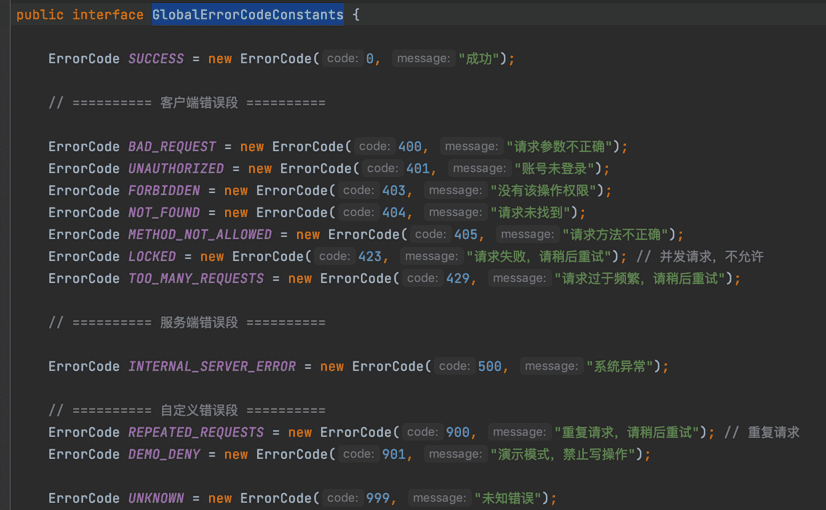 public interface GlobalErrorCodeConstants {
ErrorCode SUCCESS = new ErrorCode( code: 0, message: "成功");
// ========== 客户端错误段 ==========
ErrorCode BAD_REQUEST = new ErrorCode( code: 400, message: "请求参数不正确");
ErrorCode UNAUTHORIZED = new ErrorCode( code: 401, message: "账号未登录");
ErrorCode FORBIDDEN = new ErrorCode( code: 403, message: "没有该操作权限");
ErrorCode NOT_FOUND = new ErrorCode( code: 404, message: "请求未找到");
ErrorCode METHOD_NOT_ALLOWED = new ErrorCode( code: 405, message: "请求方法不正确");
ErrorCode LOCKED = new ErrorCode( code: 423, message: "请求失败，请稍后重试"); // 并发请求，不允许
ErrorCode TOO_MANY_REQUESTS = new ErrorCode( code: 429, message: "请求过于频繁，请稍后重试");
// ========== 服务端错误段 ==========
ErrorCode INTERNAL_SERVER_ERROR = new ErrorCode( code: 500, message: "系统异常");
// ========== 自定义错误段 ==========
ErrorCode REPEATED_REQUESTS = new ErrorCode( code: 900, message: "重复请求，请稍后重试"); // 重复请求
ErrorCode DEMO_DENY = new ErrorCode( code: 901, message: "演示模式，禁止写操作");
ErrorCode UNKNOWN = new ErrorCode( code: 999, message: "未知错误");